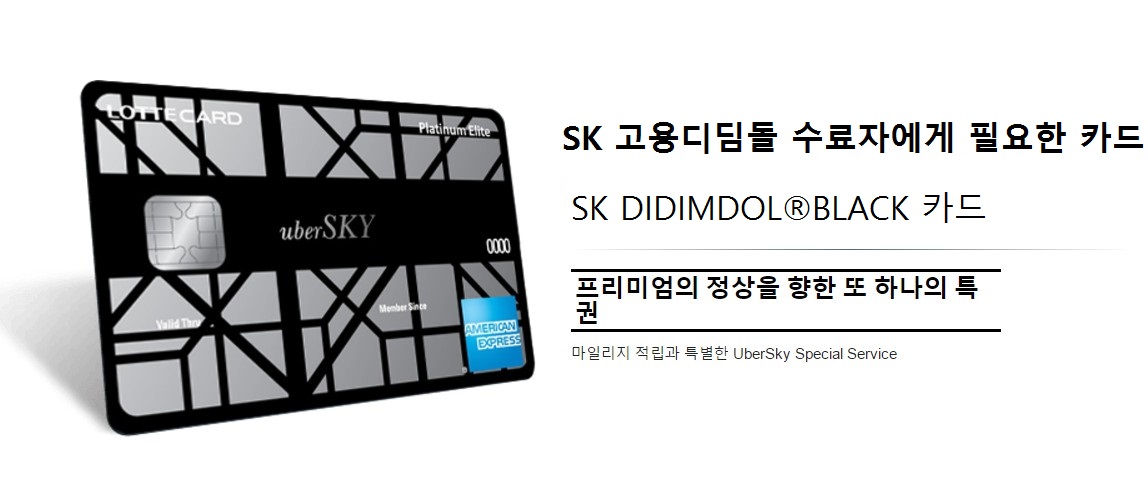 LOTTE CARD
Platinum Elite
uberSKY
0000
Member Since
Valid Thru
AMERICAN
EXPRESS
®
SK 고용디딤돌 수료자에게 필요한 카드
SK DIDIMDOL®BLACK 카드
프리미엄의 정상을 향한 또 하나의 특
권
마일리지 적립과 특별한 UberSky Special Service